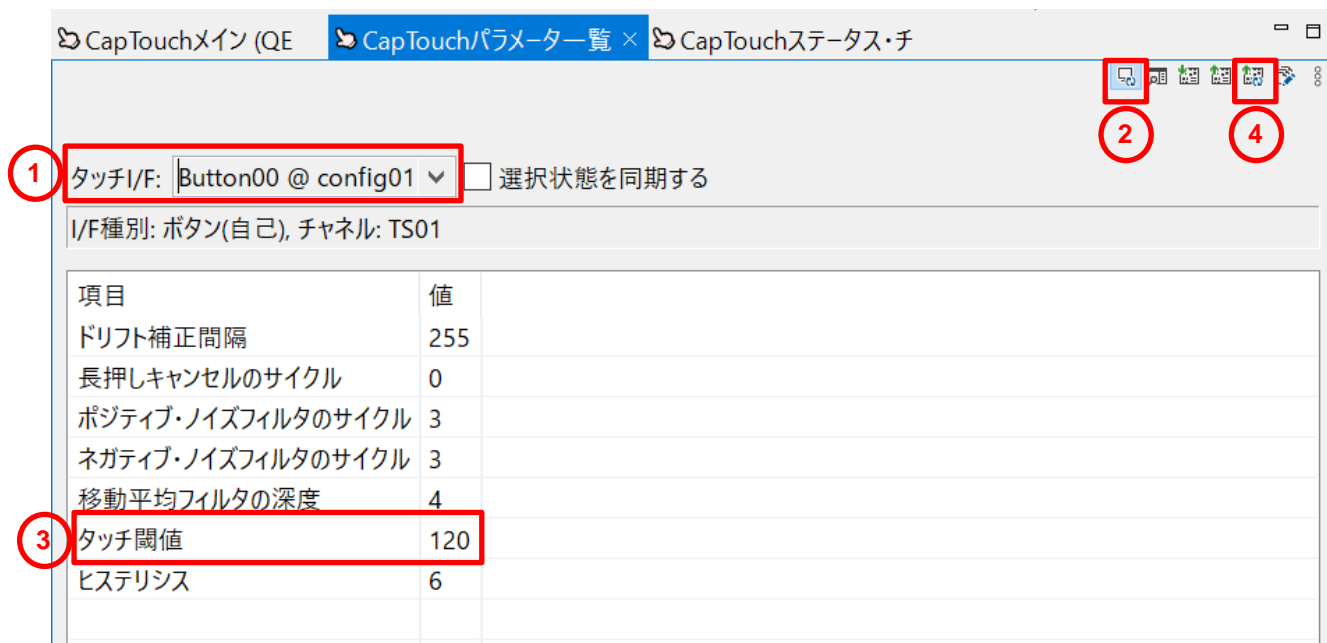 CapTouchメイン (QE CapTouchパラメータ一覧 × CapTouchステータス・チ
2 4
1 タッチI/F: Button00 @ config01 選択状態を同期する
I/F種別: ボタン(自己), チャネル: TS01
項目 値
ドリフト補正間隔 255
長押しキャンセルのサイクル 0
ポジティブ・ノイズフィルタのサイクル 3
ネガティブ・ノイズフィルタのサイクル 3
移動平均フィルタの深度 4
3 タッチ閾値 120
ヒステリシス 6